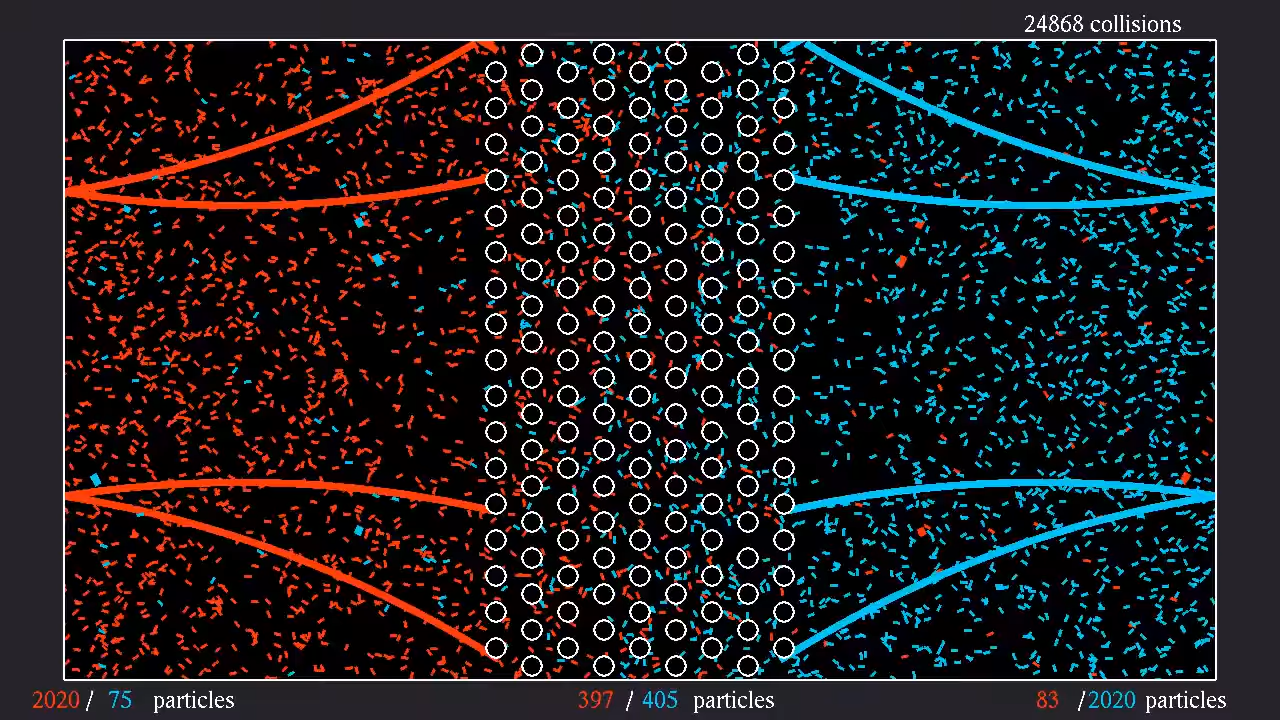 24868 collisions
2020 / 75 particles 397 / 405 particles 83 /2020 particles